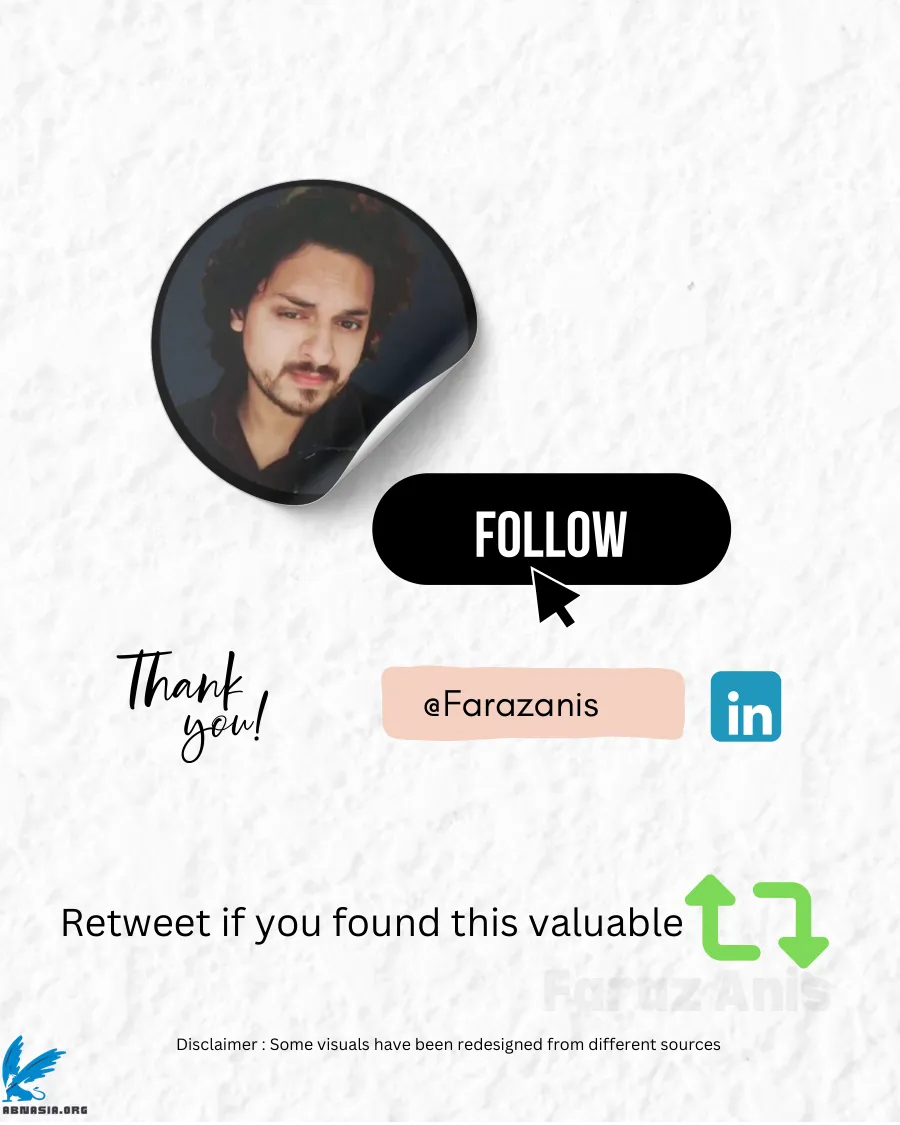 FOLLOW
Thank
you!
@Farazanis
in
Retweet if you found this valuable
Faraz Anis
Disclaimer : Some visuals have been redesigned from different sources
ABNASIA.ORG